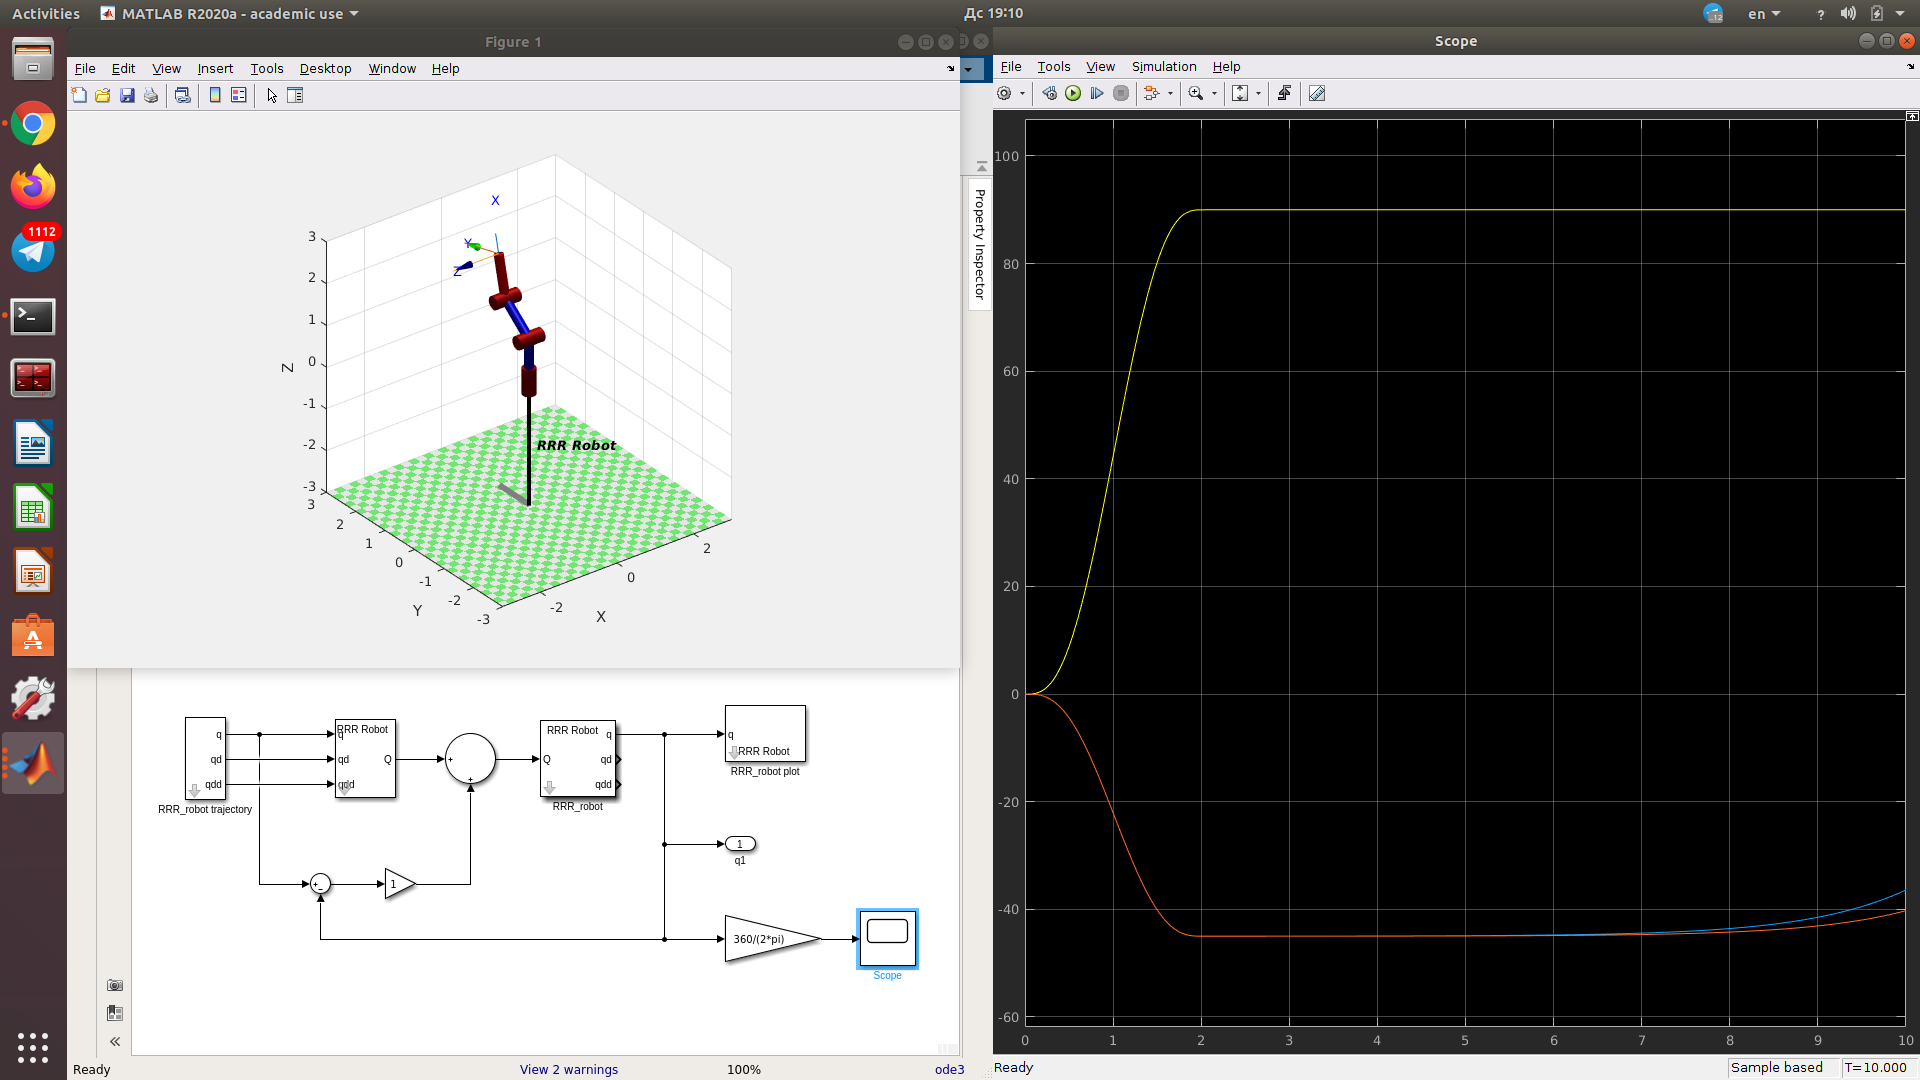 Activities MATLAB R2020a - academic use Дс 19:10 12 en ?
Figure 1
File Edit View Insert Tools Desktop Window Help
X
Y
Z
3
2
1
0
-1
-2
-3
Z
RRR Robot
3
2
1
0
-1
-2
-3
Y
-2
0
2
X
Property Inspector
1112
q
qd
qdd
RRR_robot trajectory
RRR Robot
q
qd
qdd
Q
+
+
RRR Robot
Q
q
qd
qdd
RRR_robot
q
RRR Robot
RRR_robot plot
1
q1
+
-
1
360/(2*pi)
Scope
Ready View 2 warnings 100% ode3
Scope
File Tools View Simulation Help
100
80
60
40
20
0
-20
-40
-60
0 1 2 3 4 5 6 7 8 9 10
Ready Sample based T=10.000